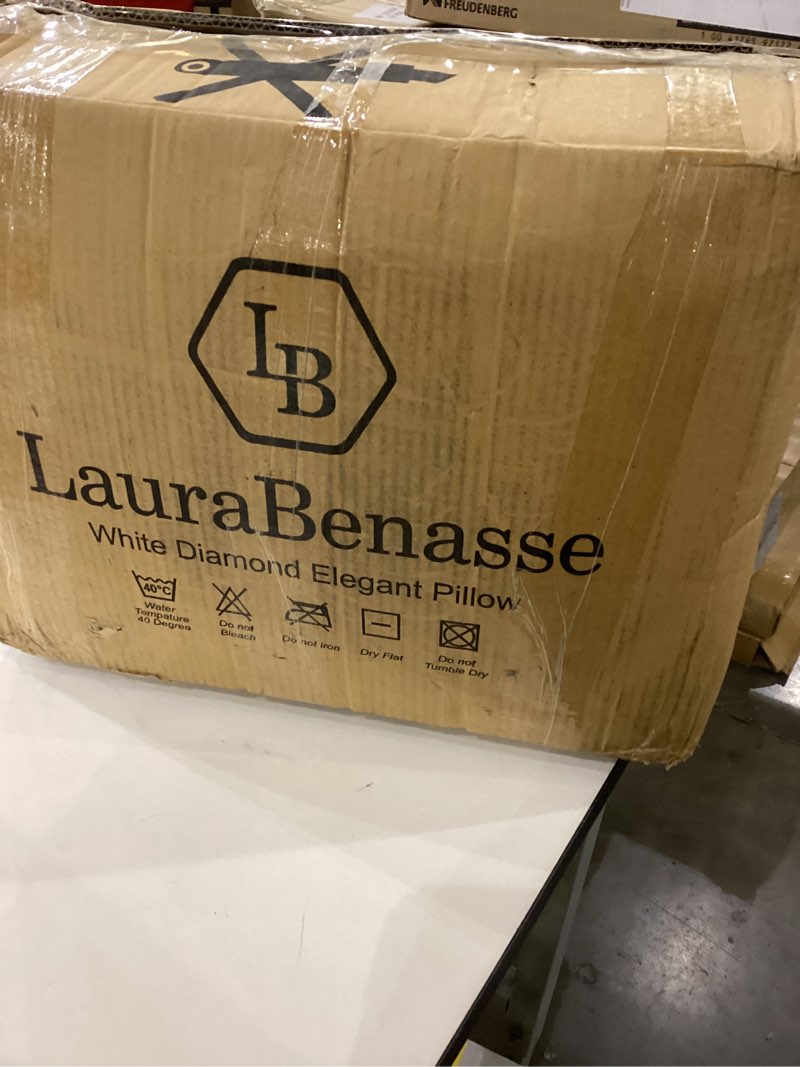 FREUDENBERG
LB
LauraBenasse
White Diamond Elegant Pillow
40°C
Water
Tempature
40 Degrea
Do not
Bleach
Do not Iron
Dry Flat
Do not
Tumble Dry